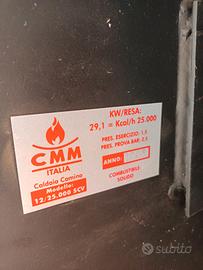 KW/RESA:
29,1 = Kcal/h 25.000
PRES. ESERCIZIO: 1,5
PRES. PROVA BAR: 2,5
CMM
ITALIA
ANNO:
Caldaia Camino
Modello:
12/25.000 SCV
COMBUSTIBILE
SOLIDO
subito